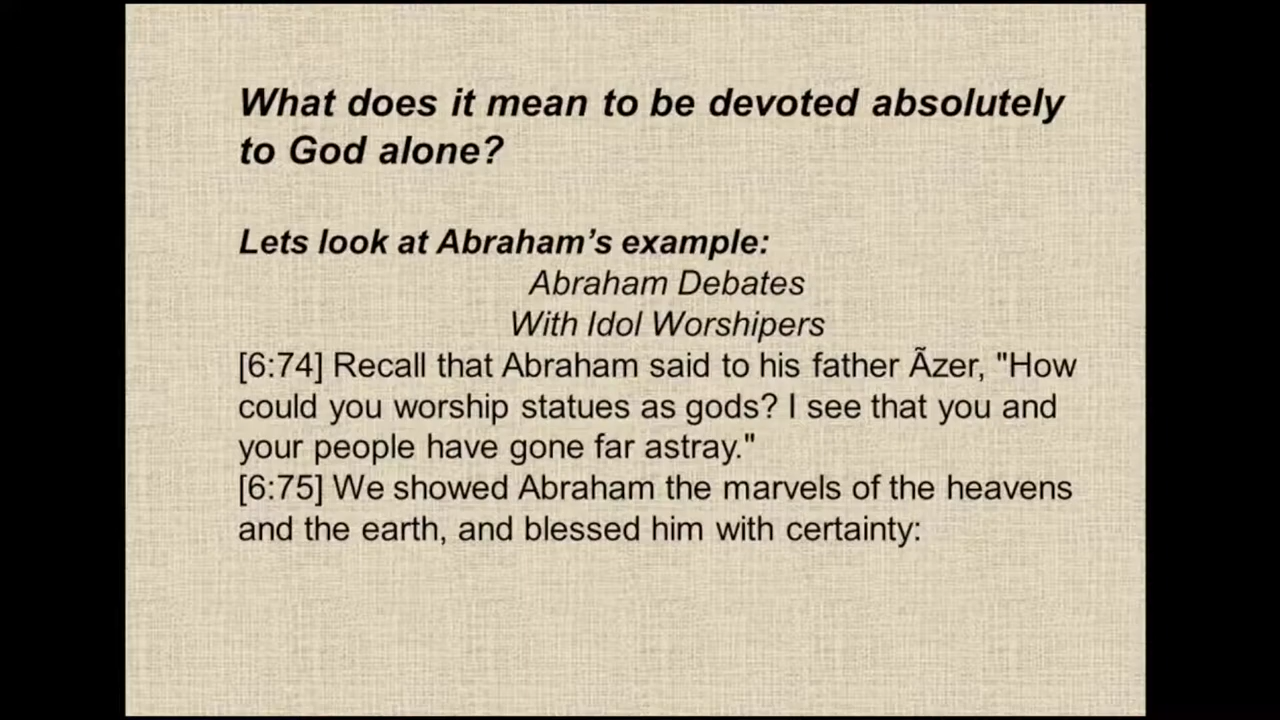 What does it mean to be devoted absolutely
to God alone?
Lets look at Abraham’s example:
Abraham Debates
With Idol Worshipers
[6:74] Recall that Abraham said to his father Ãzer, "How
could you worship statues as gods? I see that you and
your people have gone far astray."
[6:75] We showed Abraham the marvels of the heavens
and the earth, and blessed him with certainty: